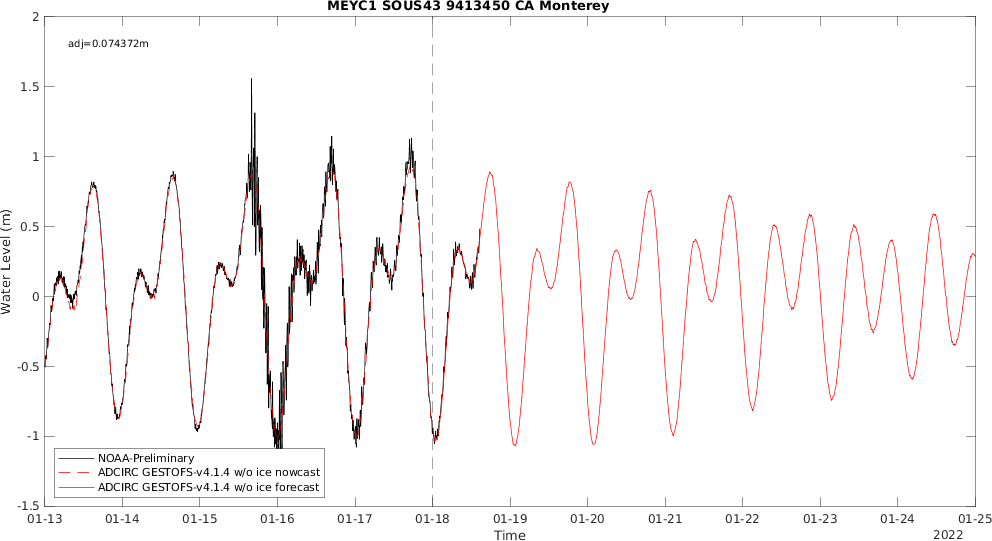 MEYC1 SOUS43 9413450 CA Monterey
adj=0.074372m
2
1.5
1
0.5
0
-0.5
-1
-1.5
Water Level (m)
NOAA-Preliminary
ADCIRC GESTOFS-v4.1.4 w/o ice nowcast
ADCIRC GESTOFS-v4.1.4 w/o ice forecast
01-13 01-14 01-15 01-16 01-17 01-18 01-19 01-20 01-21 01-22 01-23 01-24 01-25
Time
2022